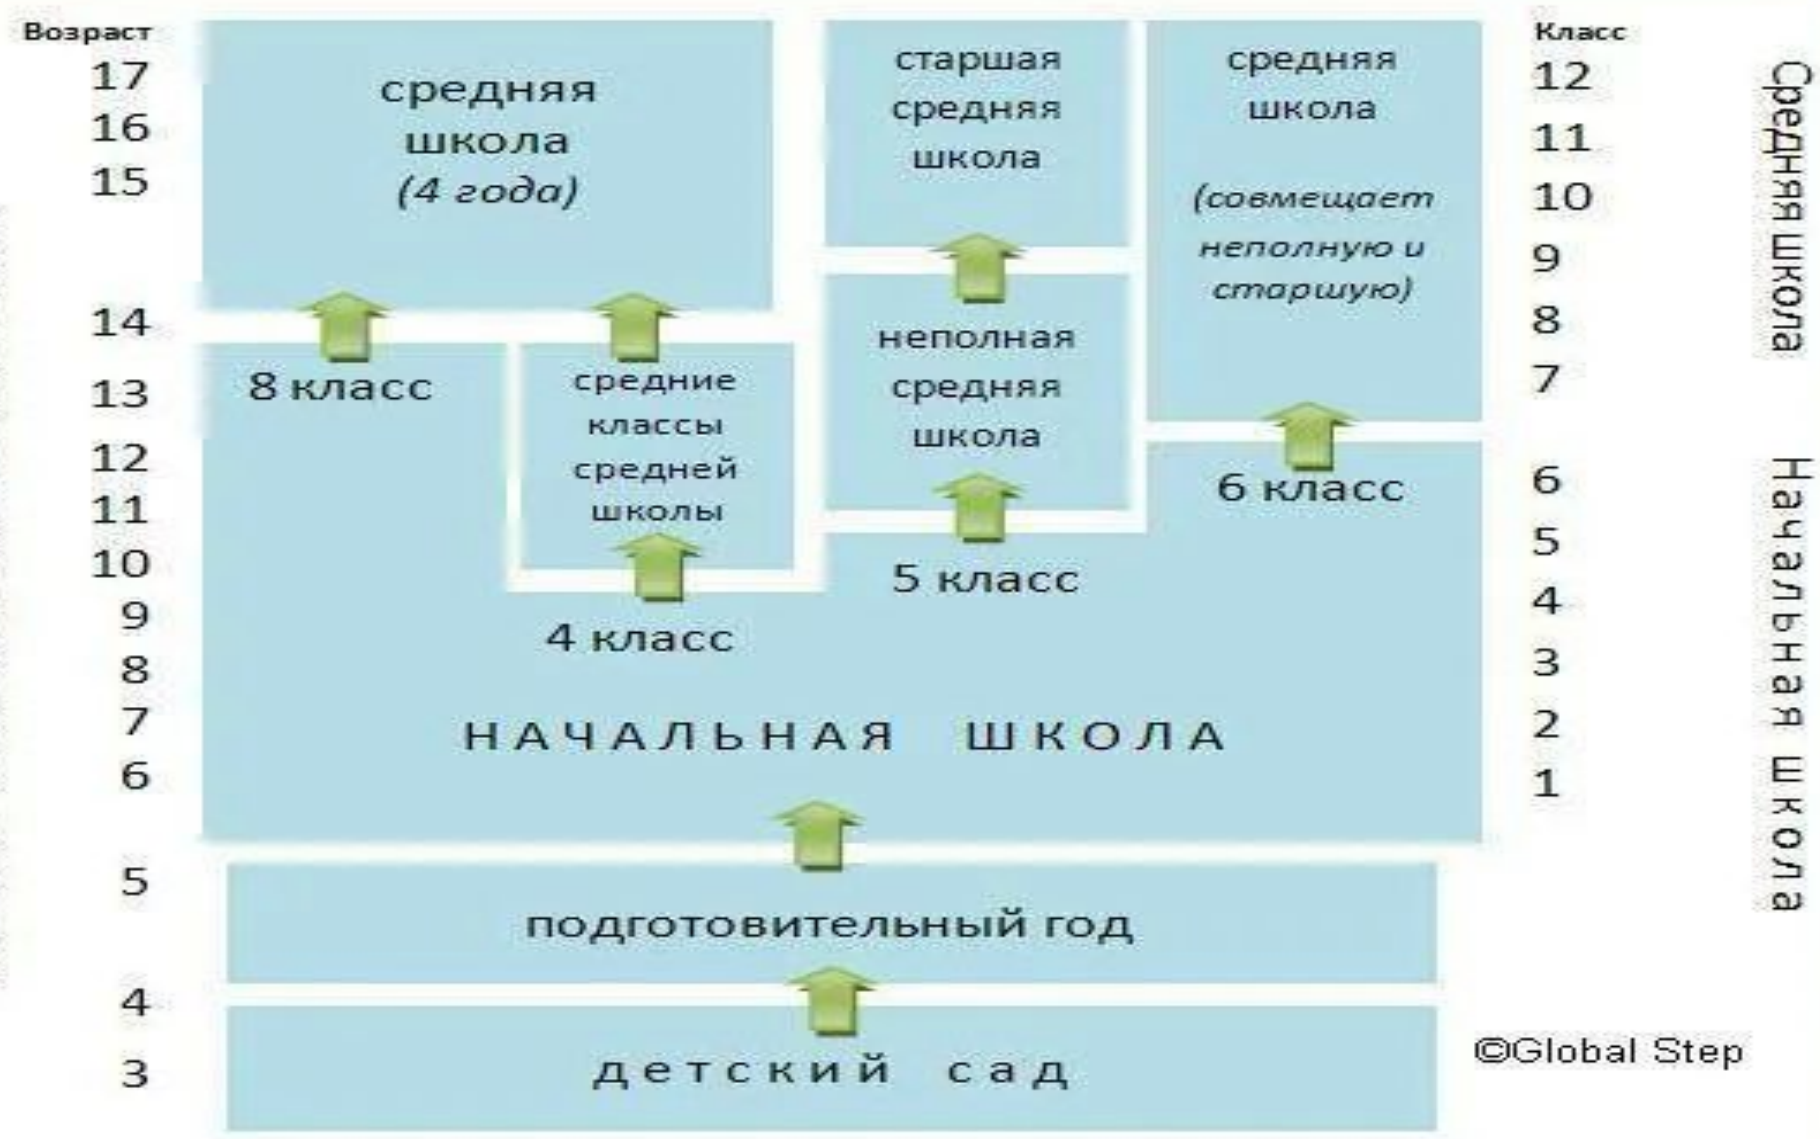 Возраст
17
16
15
14
13
12
11
10
9
8
7
6
5
4
3
средняя
школа
(4 года)
старшая
средняя
школа
средняя
школа
(совмещает
неполную и
старшую)
8 класс
средние
классы
средней
школы
неполная
средняя
школа
6 класс
5 класс
4 класс
НАЧАЛЬНАЯ ШКОЛА
подготовительный год
детский сад
Класс
12
11
10
9
8
7
6
5
4
3
2
1
Средняя школа
Начальная школа
©Global Step